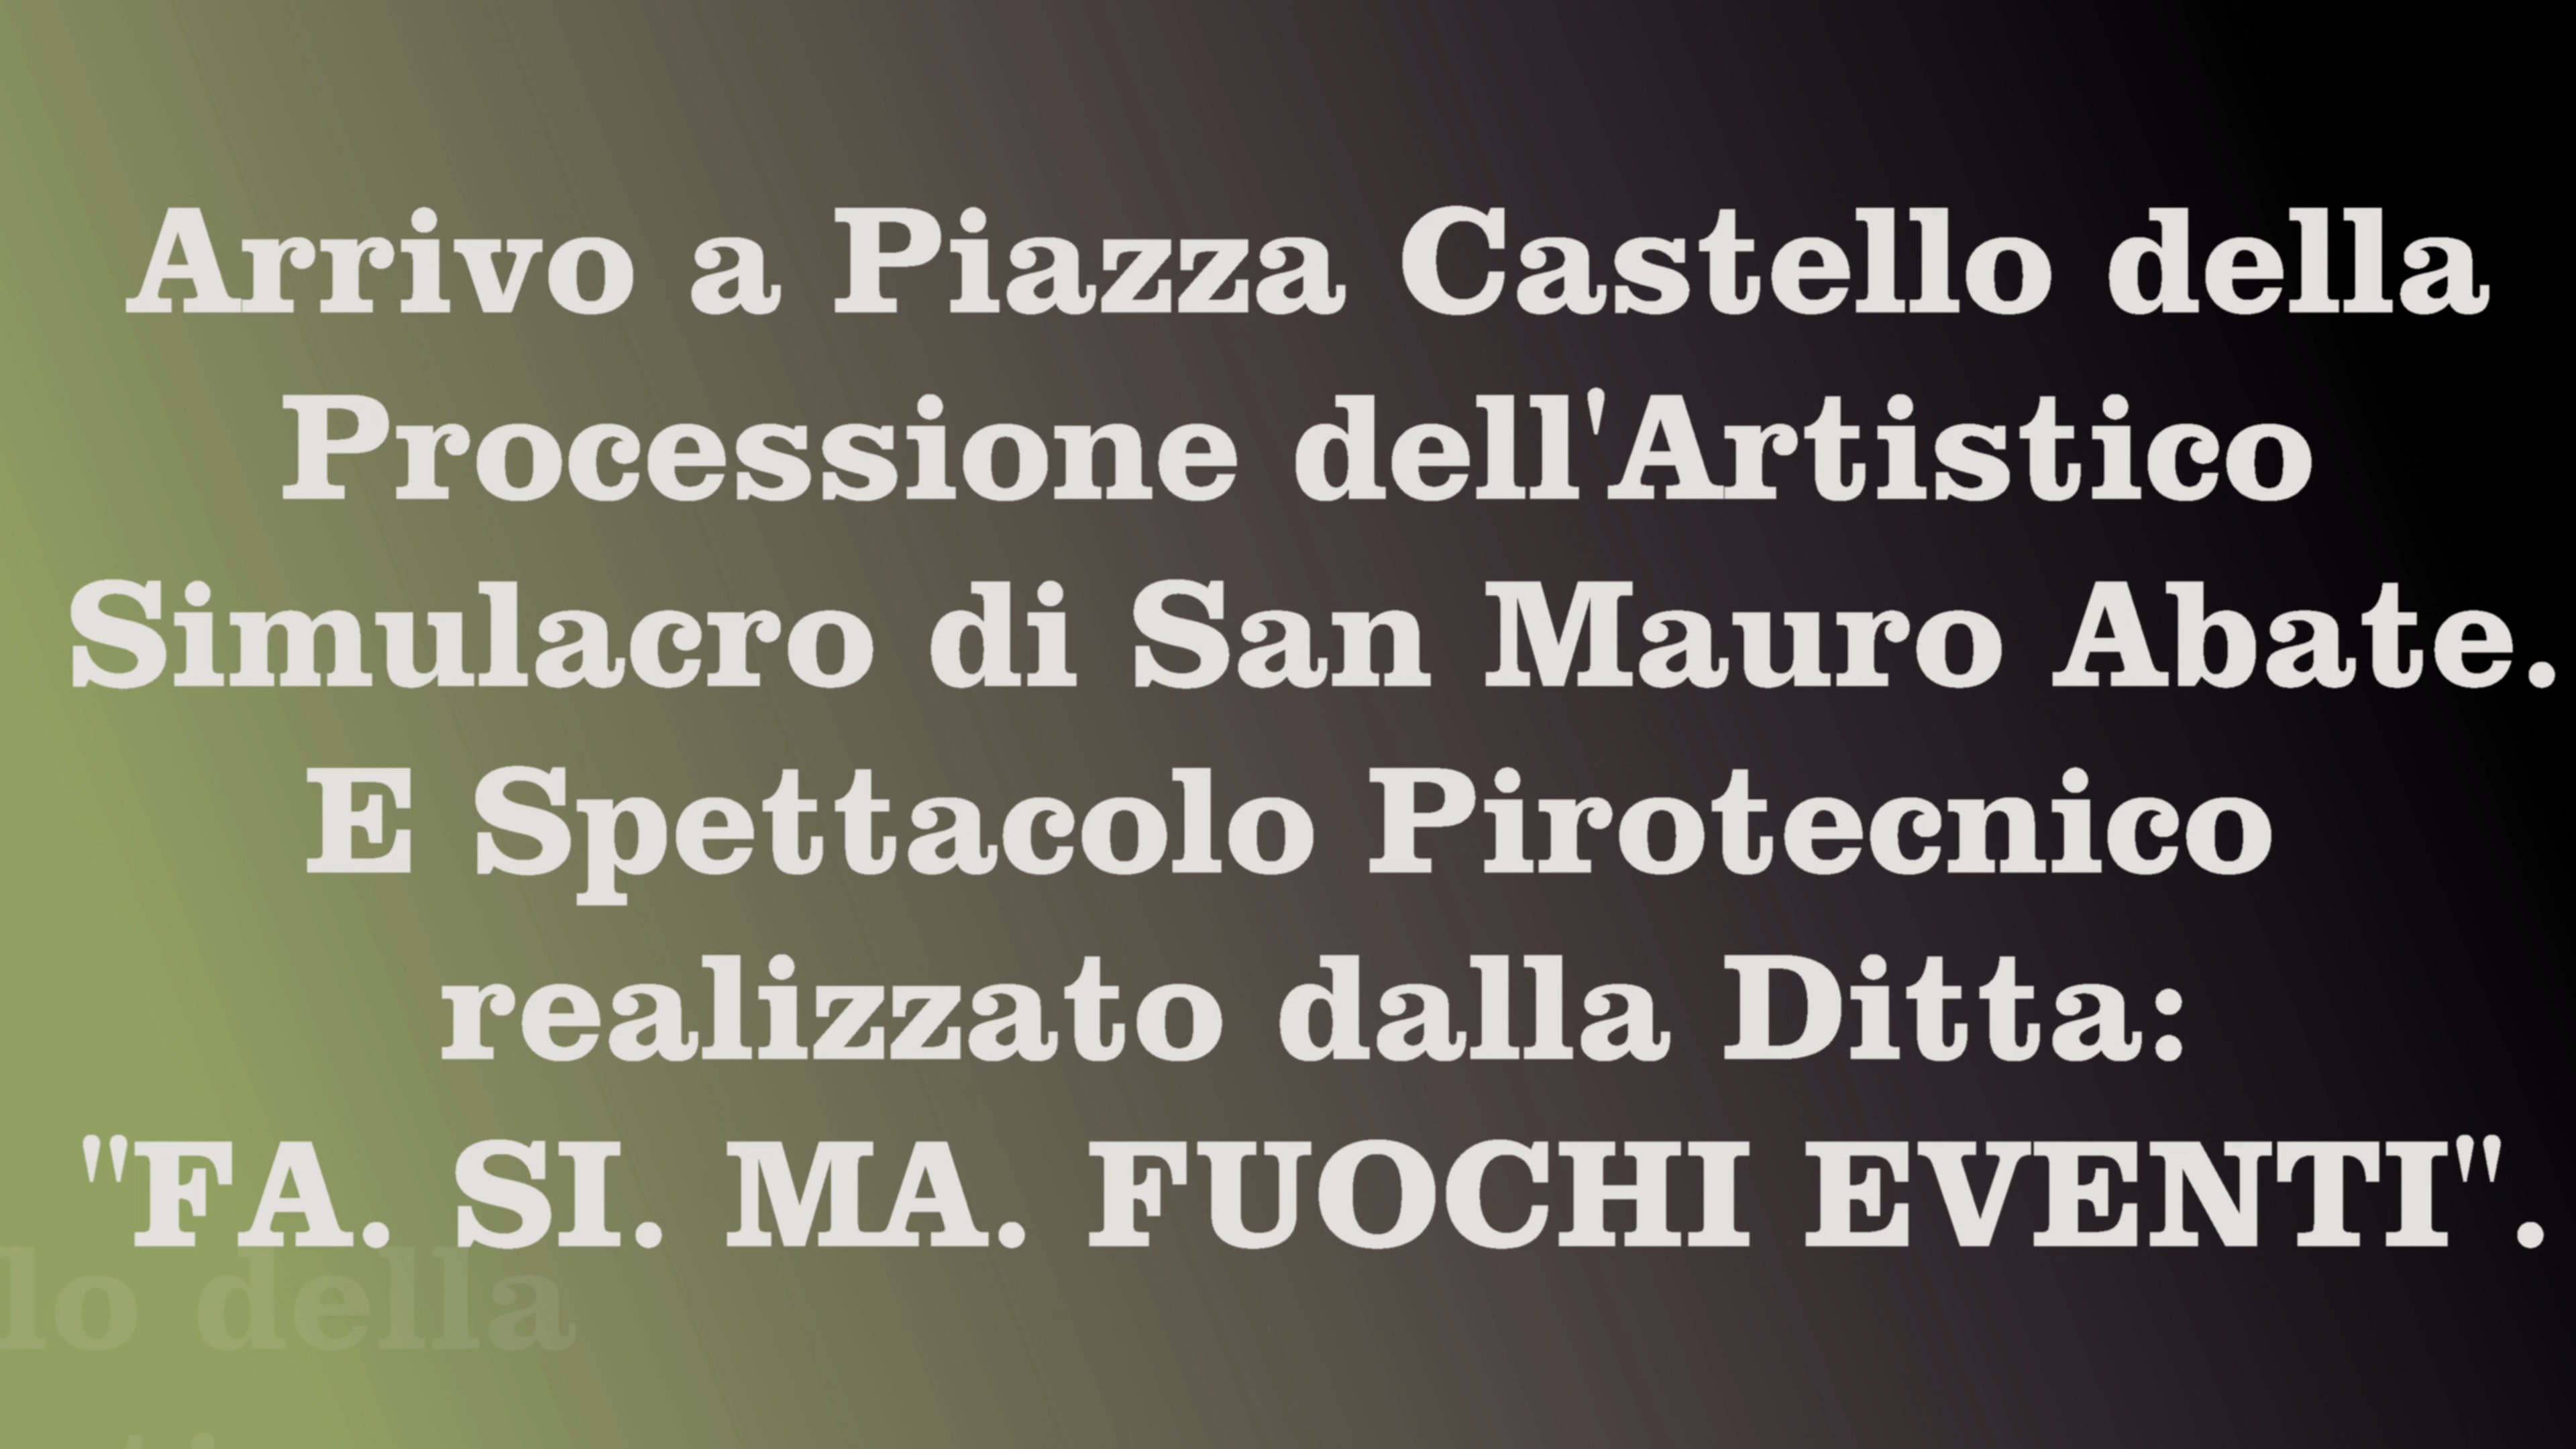 Arrivo a Piazza Castello della
Processione dell'Artistico
Simulacro di San Mauro Abate.
E Spettacolo Pirotecnico
realizzato dalla Ditta:
"FA. SI. MA. FUOCHI EVENTI".
lo della